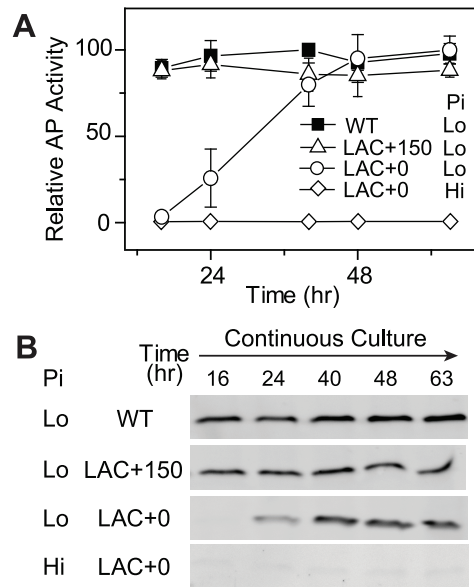 A
Relative AP Activity
100
50
0
Pi
WT Lo
LAC+150 Lo
LAC+0 Lo
LAC+0 Hi
24 48
Time (hr)
B
Time (hr)
Continuous Culture
Pi 16 24 40 48 63
Lo WT
Lo LAC+150
Lo LAC+0
Hi LAC+0